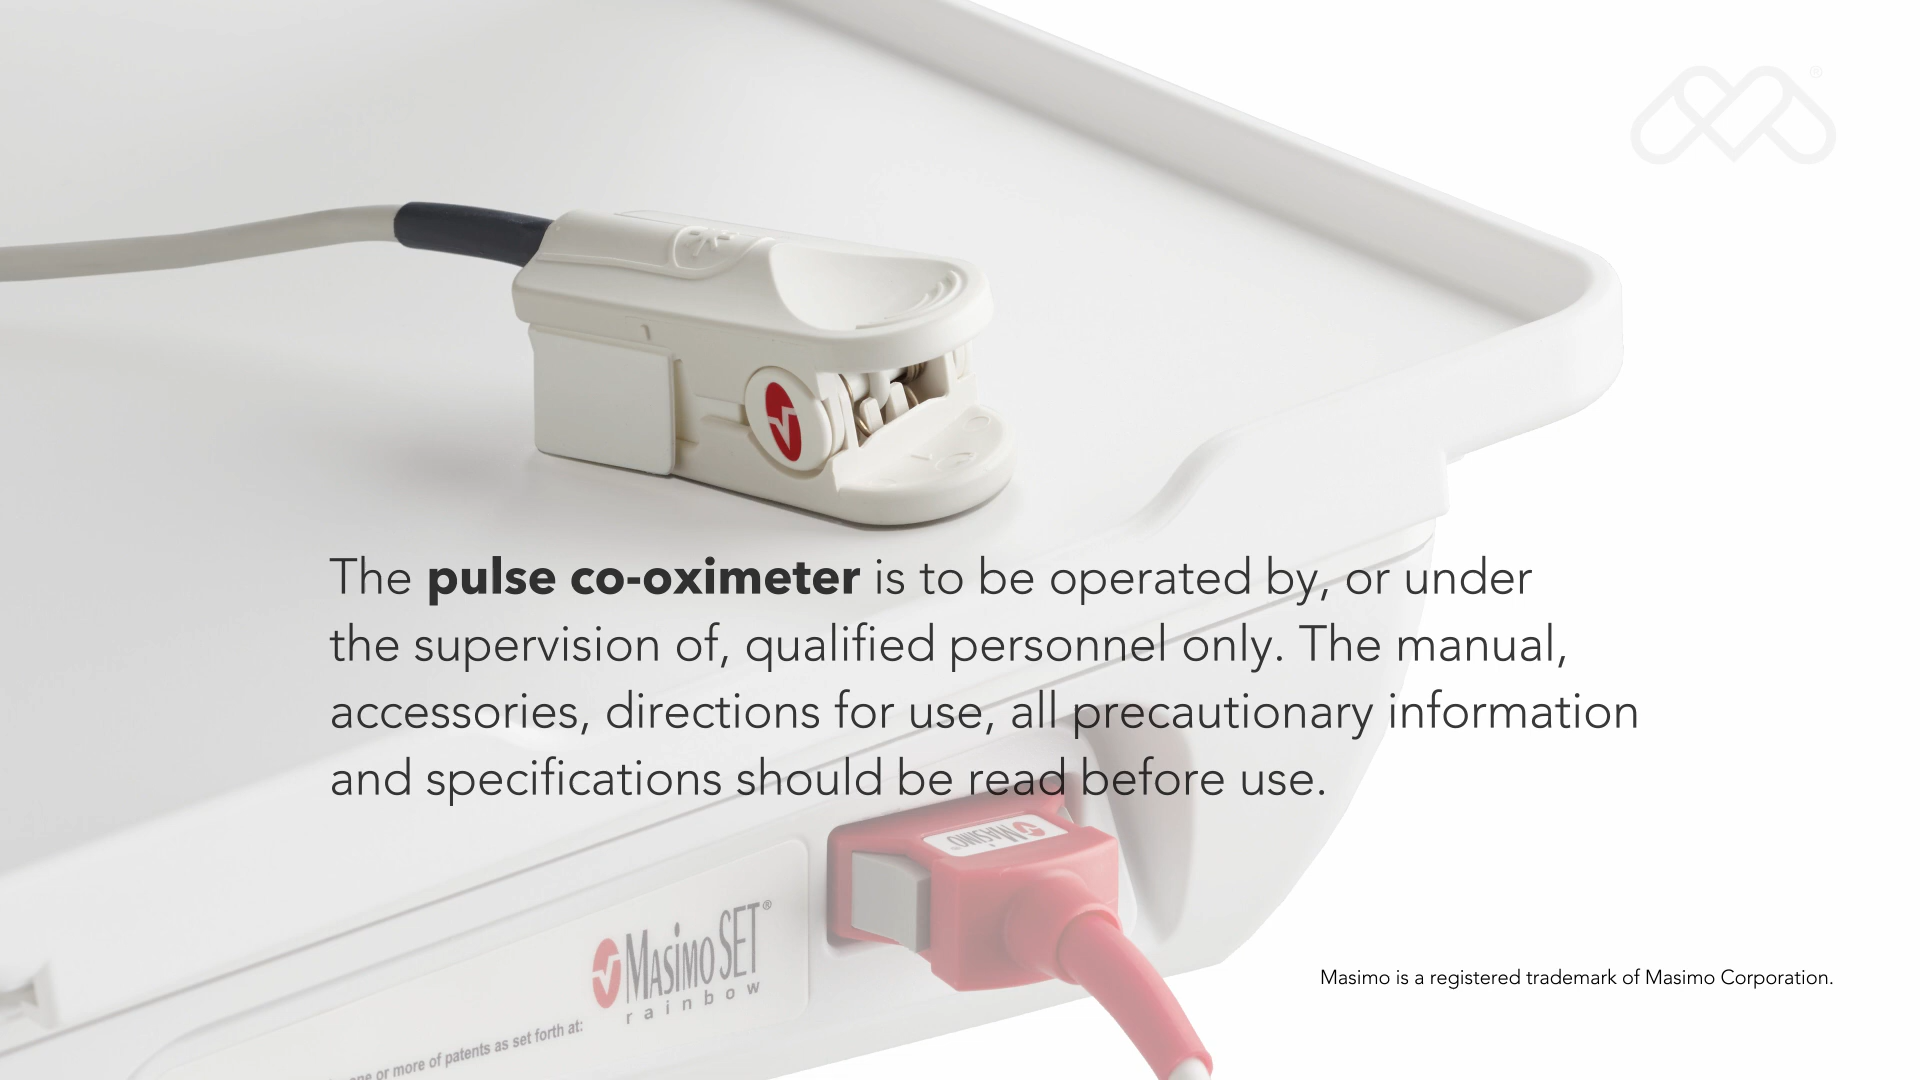 ®
The pulse co-oximeter is to be operated by, or under
the supervision of, qualified personnel only. The manual,
accessories, directions for use, all precautionary information
and specifications should be read before use.
Masimo
Masimo SET®
rainbow
one or more of patents as set forth at:
Masimo is a registered trademark of Masimo Corporation.